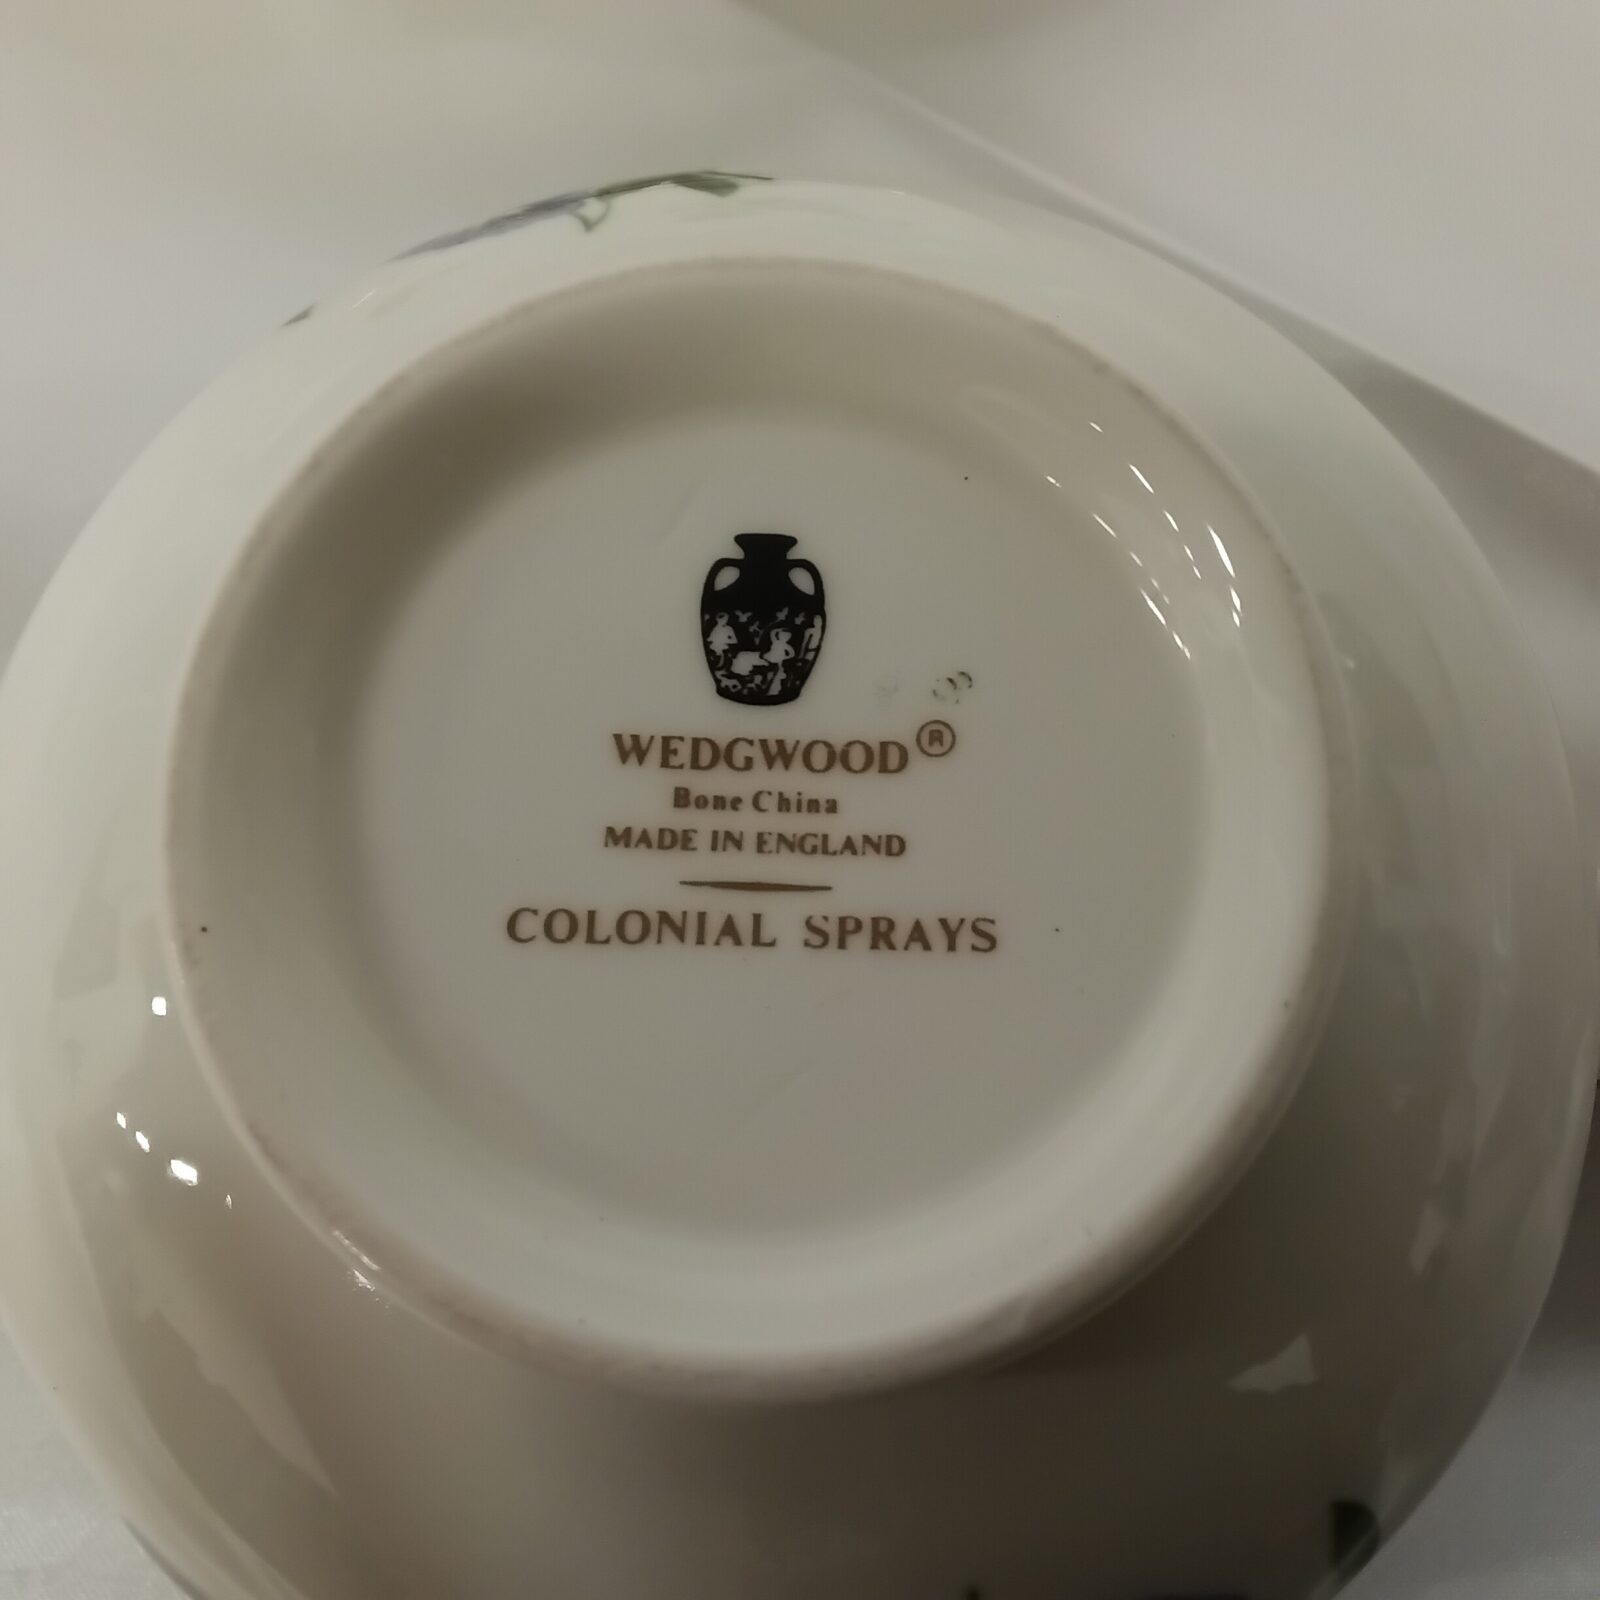 WEDGWOOD®
Bone China
MADE IN ENGLAND
COLONIAL SPRAYS